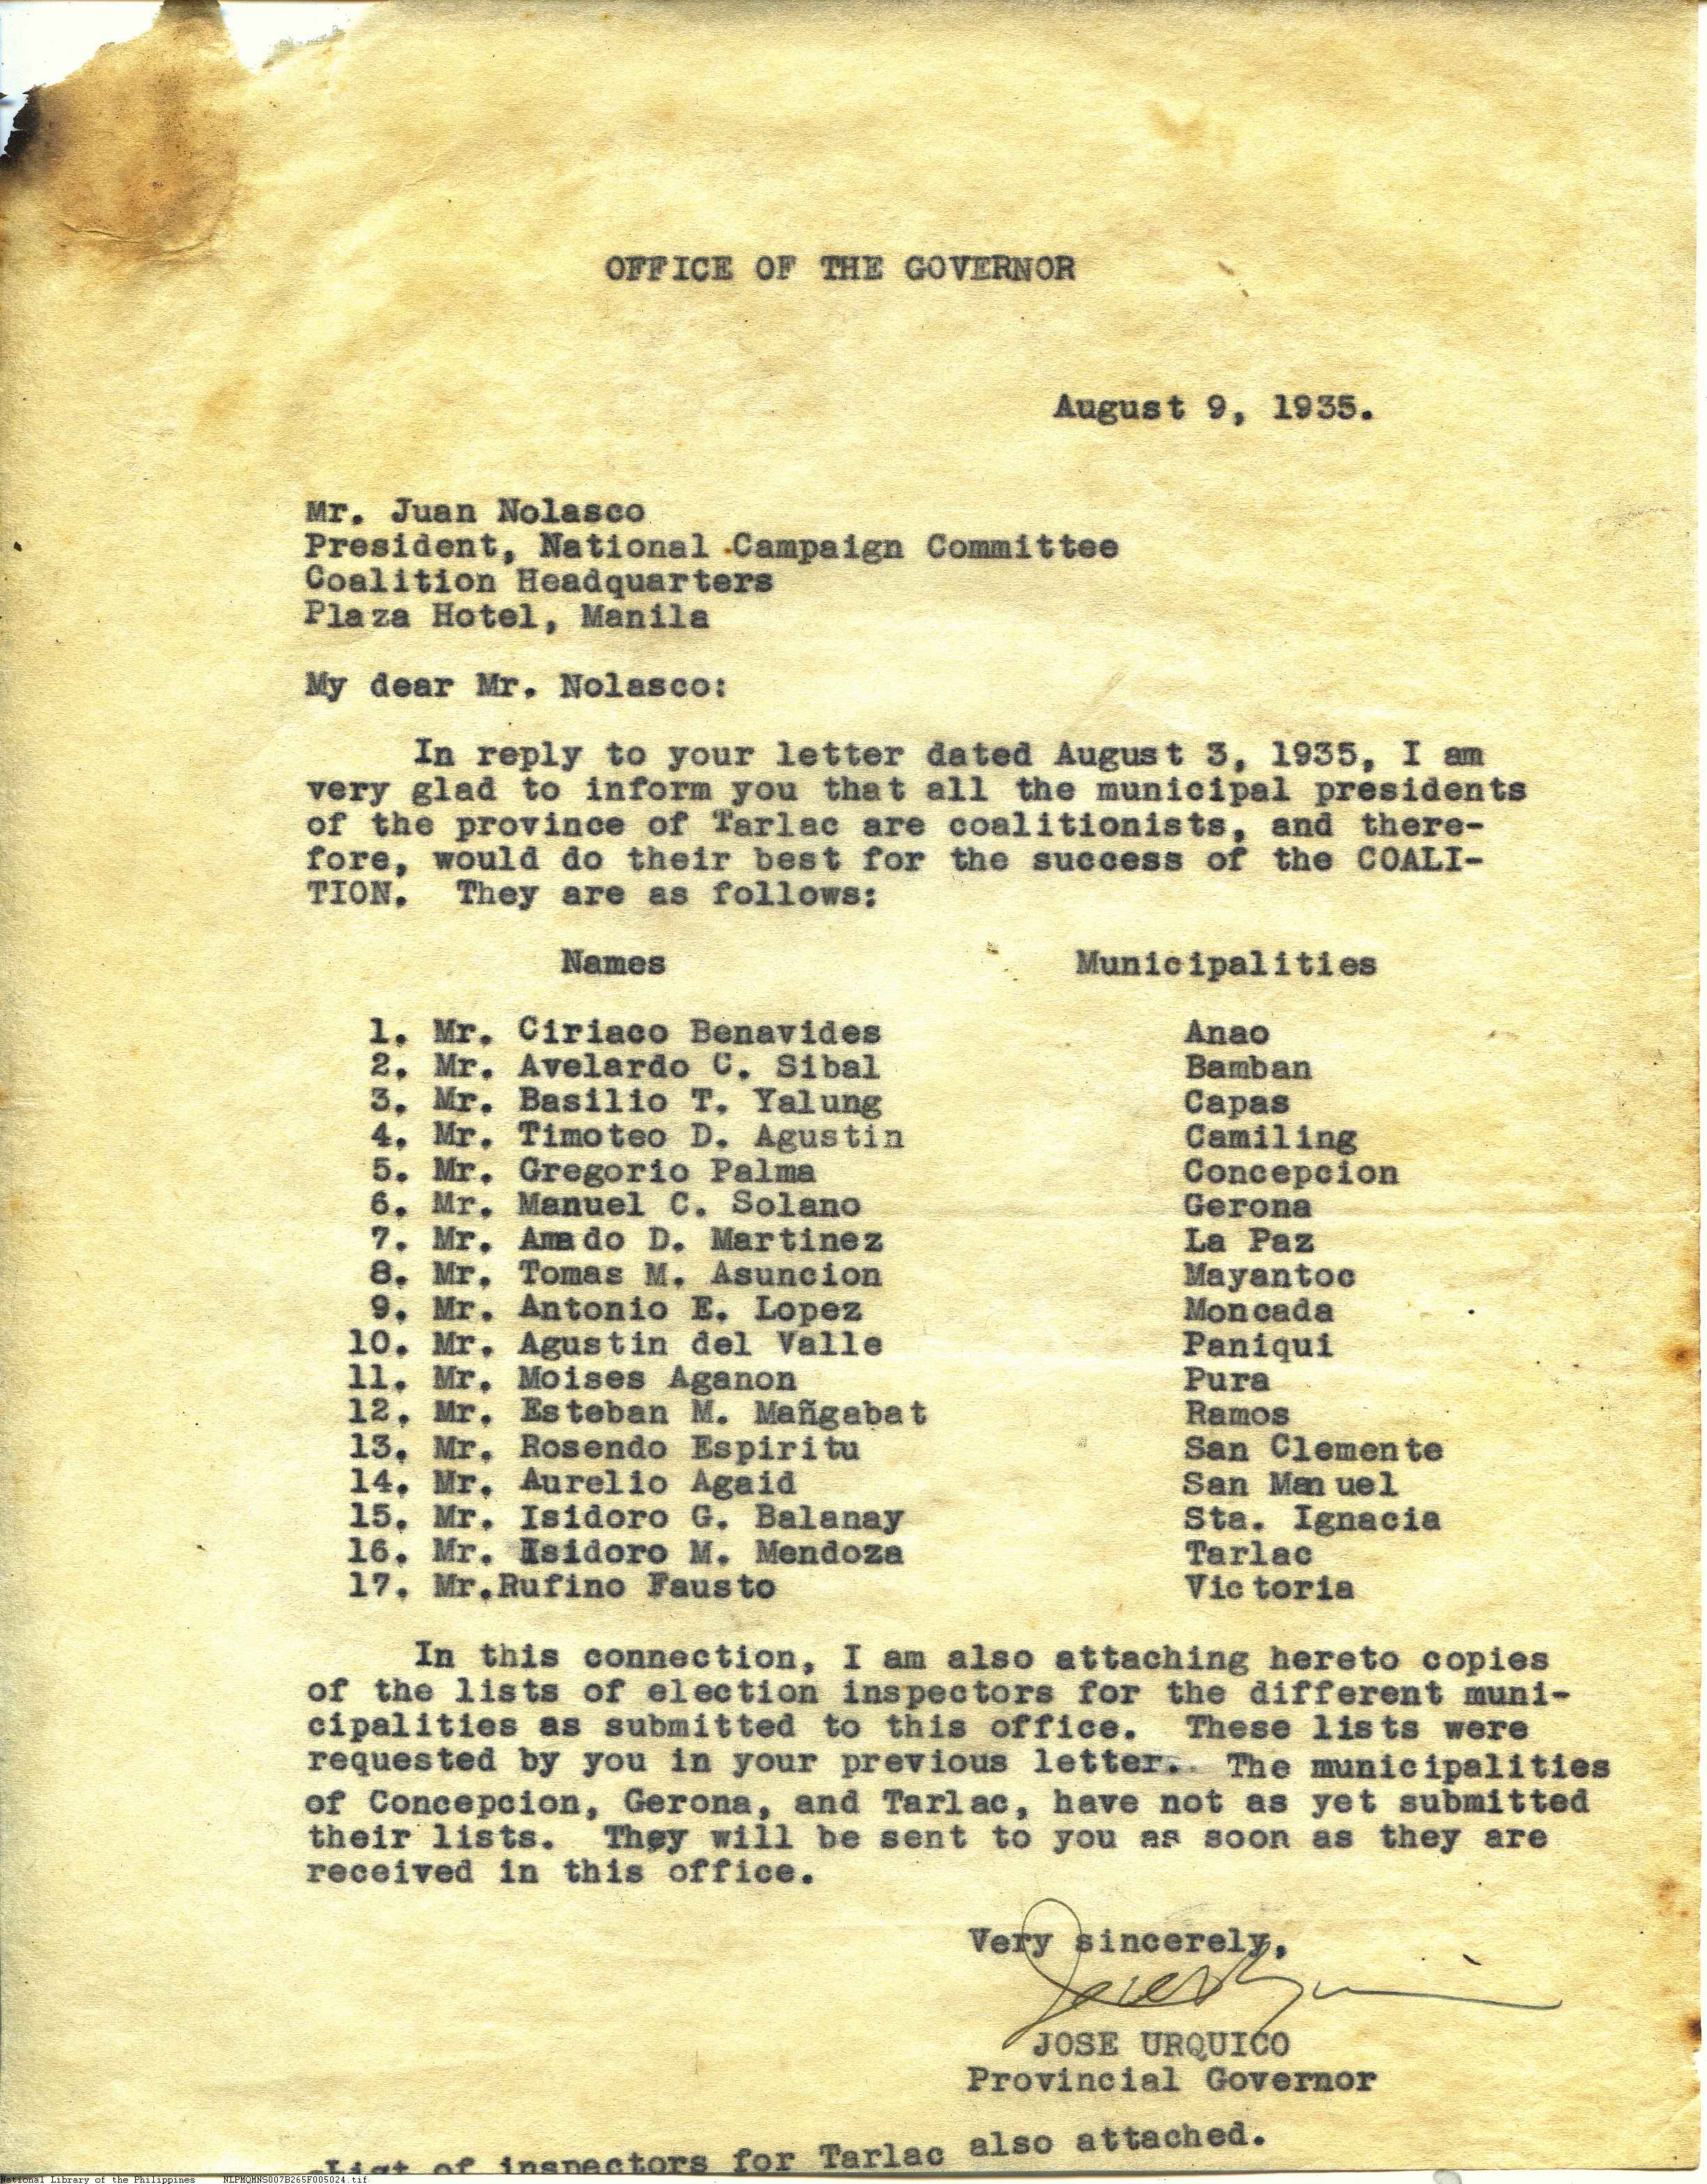 OFFICE OF THE GOVERNOR
August 9, 1935.
Mr. Juan Nolasco
President, National Campaign Committee
Coalition Headquarters
Plaza Hotel, Manila
My dear Mr. Nolasco:
In reply to your letter dated August 3, 1935, I am
very glad to inform you that all the municipal presidents
of the province of Tarlac are coalitionists, and there-
fore, would do their best for the success of the COALI-
TION. They are as follows:
Names Municipalities
1. Mr. Ciriaco Benavides Anao
2. Mr. Avelardo C. Sibal Bamban
3. Mr. Basilio T. Yalung Capas
4. Mr. Timoteo D. Agustin Camiling
5. Mr. Gregorio Palma Concepcion
6. Mr. Manuel C. Solano Gerona
7. Mr. Amado D. Martinez La Paz
8. Mr. Tomas M. Asuncion Mayantoc
9. Mr. Antonio E. Lopez Moncada
10. Mr. Agustin del Valle Paniqui
11. Mr. Moises Aganon Pura
12. Mr. Esteban M. Mañgabat Ramos
13. Mr. Rosendo Espiritu San Clemente
14. Mr. Aurelio Agaid San Manuel
15. Mr. Isidoro G. Balanay Sta. Ignacia
16. Mr. Isidoro M. Mendoza Tarlac
17. Mr.Rufino Fausto Victoria
In this connection, I am also attaching hereto copies
of the lists of election inspectors for the different muni-
cipalities as submitted to this office. These lists were
requested by you in your previous letter. The municipalities
of Concepcion, Gerona, and Tarlac, have not as yet submitted
their lists. They will be sent to you as soon as they are
received in this office.
Very sincerely,
JOSE URQUICO
Provincial Governor
List of inspectors for Tarlac also attached.
National Library of the Philippines NLPMQMNS007B265F005024.tif